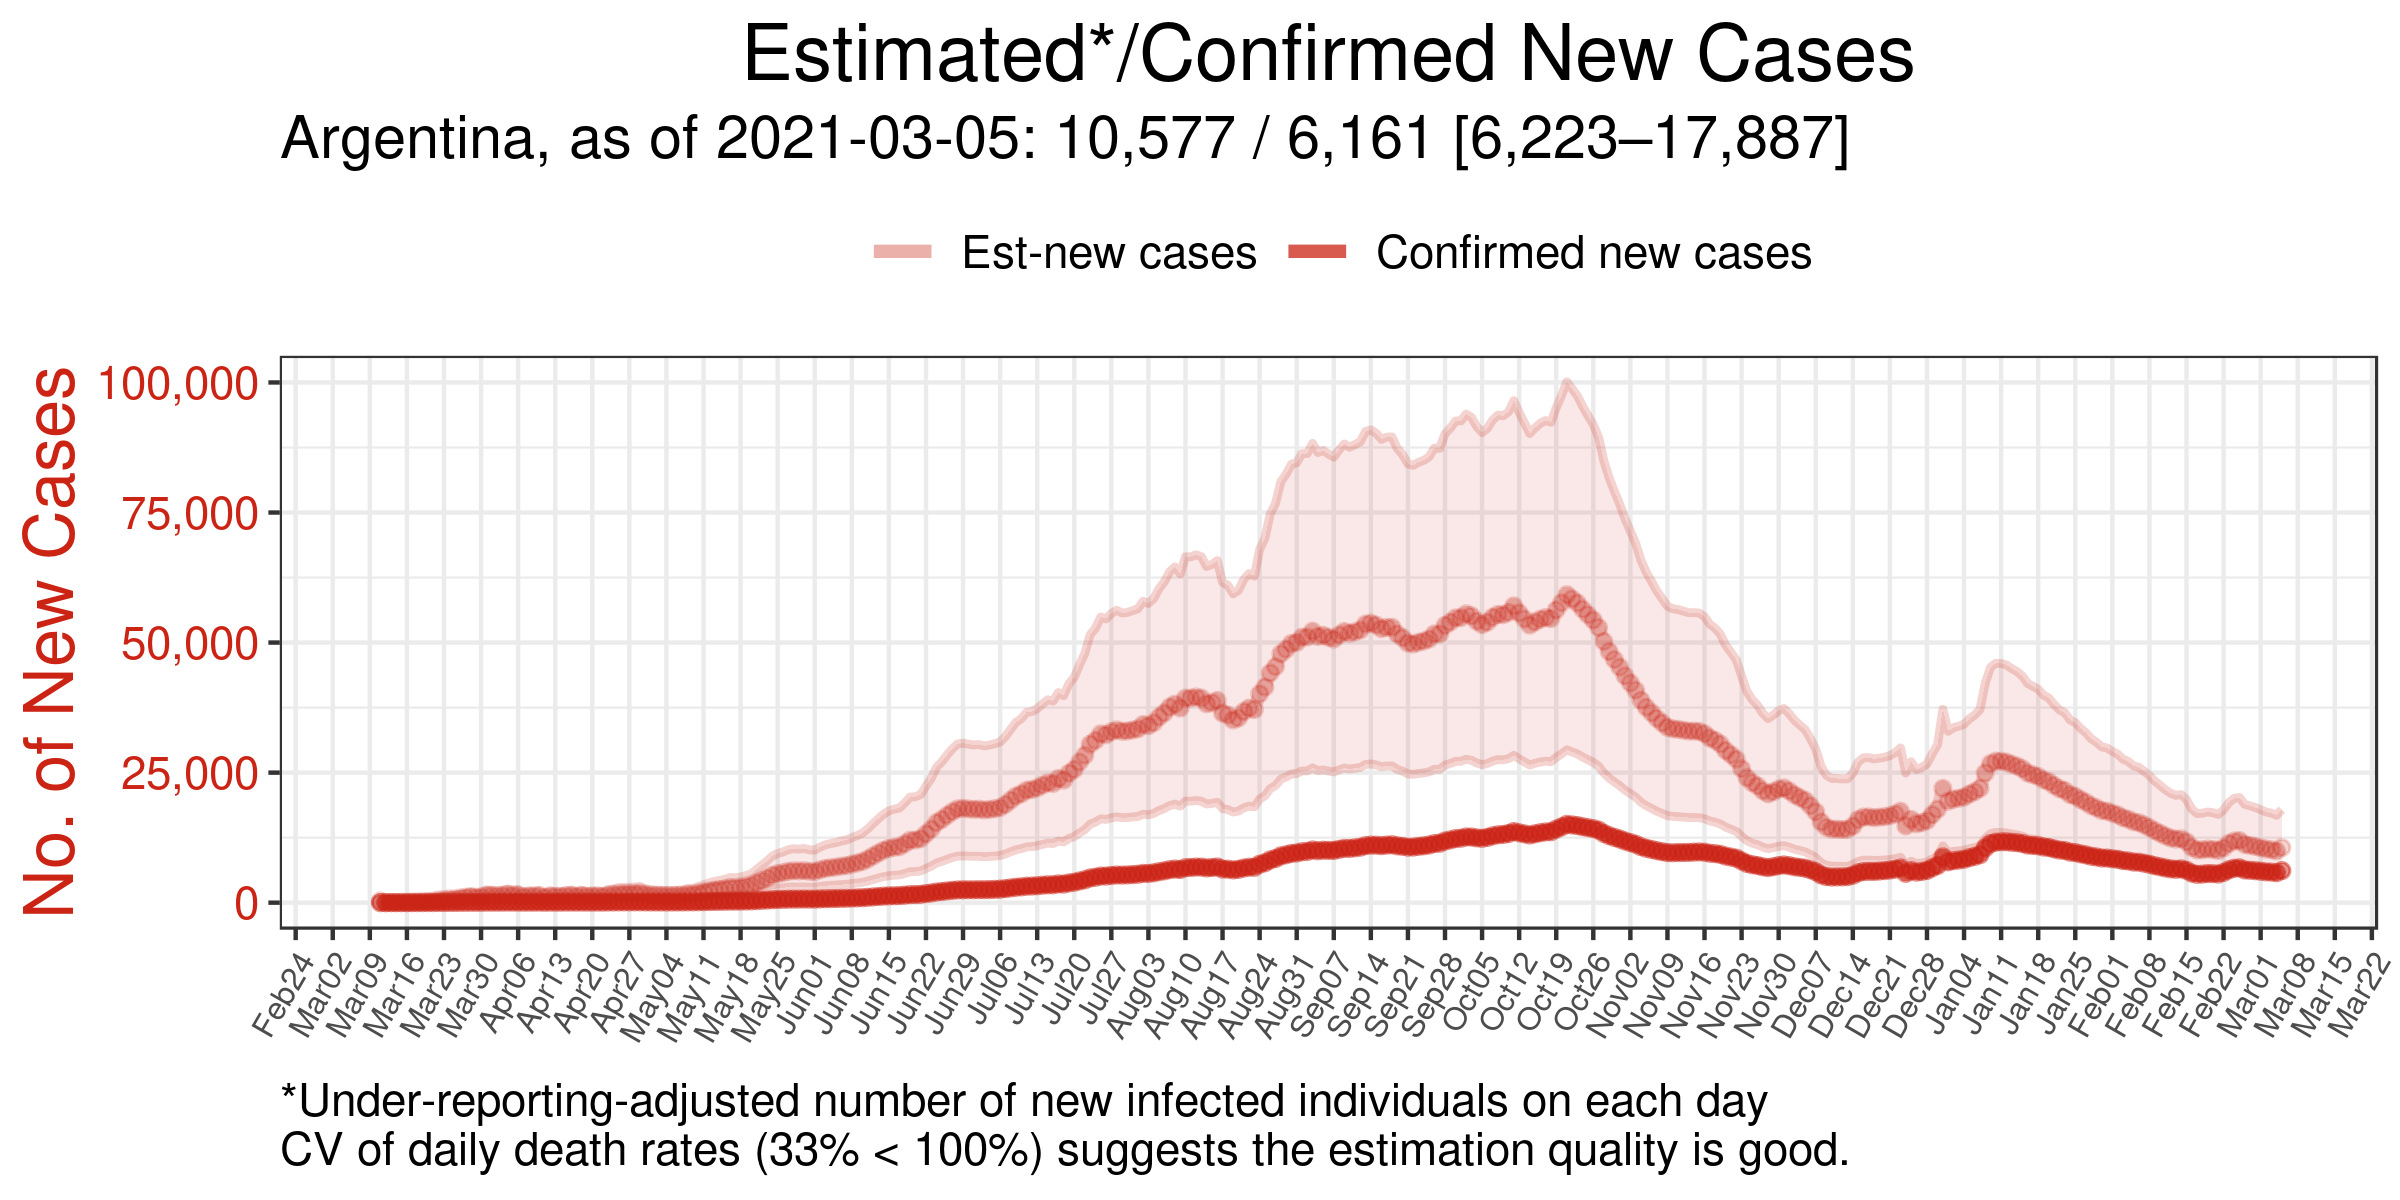 Estimated*/Confirmed New Cases
Argentina, as of 2021-03-05: 10,577 / 6,161 [6,223–17,887]
Est-new cases
Confirmed new cases
No. of New Cases
100,000
75,000
50,000
25,000
0
Feb24
Mar02
Mar09
Mar16
Mar23
Mar30
Apr06
Apr13
Apr20
Apr27
May04
May11
May18
May25
Jun01
Jun08
Jun15
Jun22
Jun29
Jul06
Jul13
Jul20
Jul27
Aug03
Aug10
Aug17
Aug24
Aug31
Sep07
Sep14
Sep21
Sep28
Oct05
Oct12
Oct19
Oct26
Nov02
Nov09
Nov16
Nov23
Nov30
Dec07
Dec14
Dec21
Dec28
Jan04
Jan11
Jan18
Jan25
Feb01
Feb08
Feb15
Feb22
Mar01
Mar08
Mar15
Mar22
*Under-reporting-adjusted number of new infected individuals on each day
CV of daily death rates (33% < 100%) suggests the estimation quality is good.